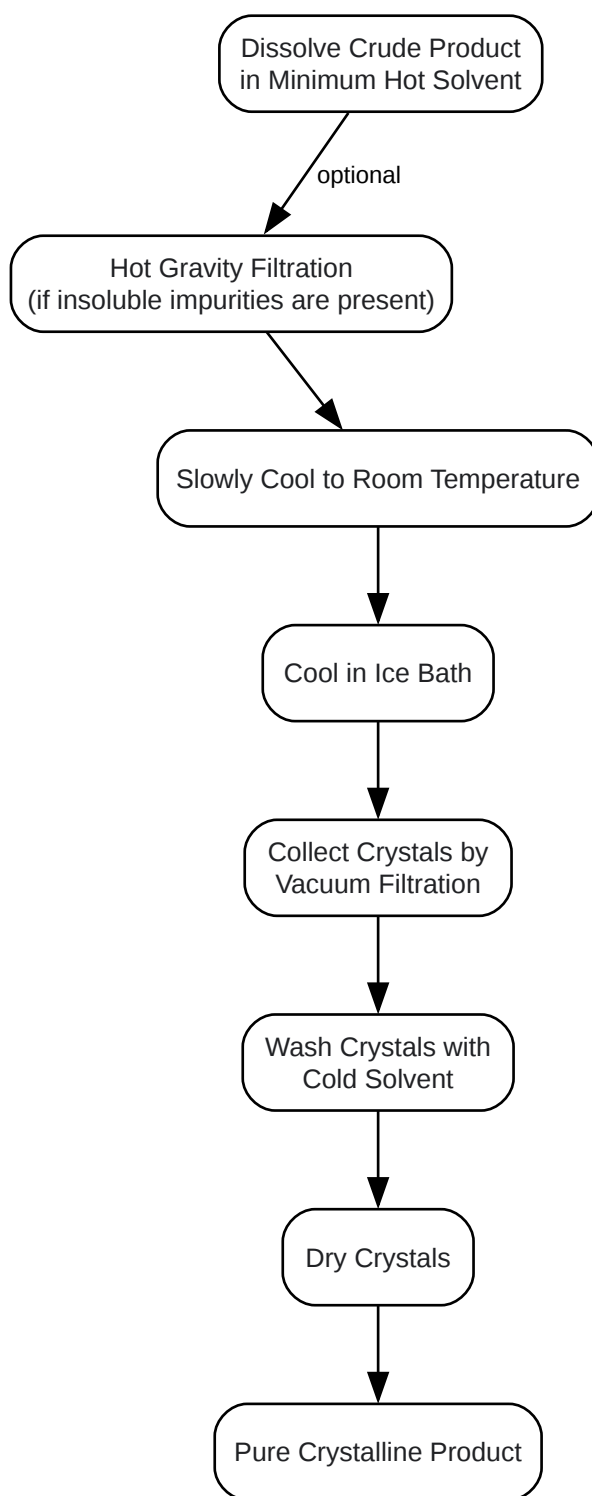 Dissolve Crude Product
in Minimum Hot Solvent
optional
Hot Gravity Filtration
(if insoluble impurities are present)
Slowly Cool to Room Temperature
Cool in Ice Bath
Collect Crystals by
Vacuum Filtration
Wash Crystals with
Cold Solvent
Dry Crystals
Pure Crystalline Product